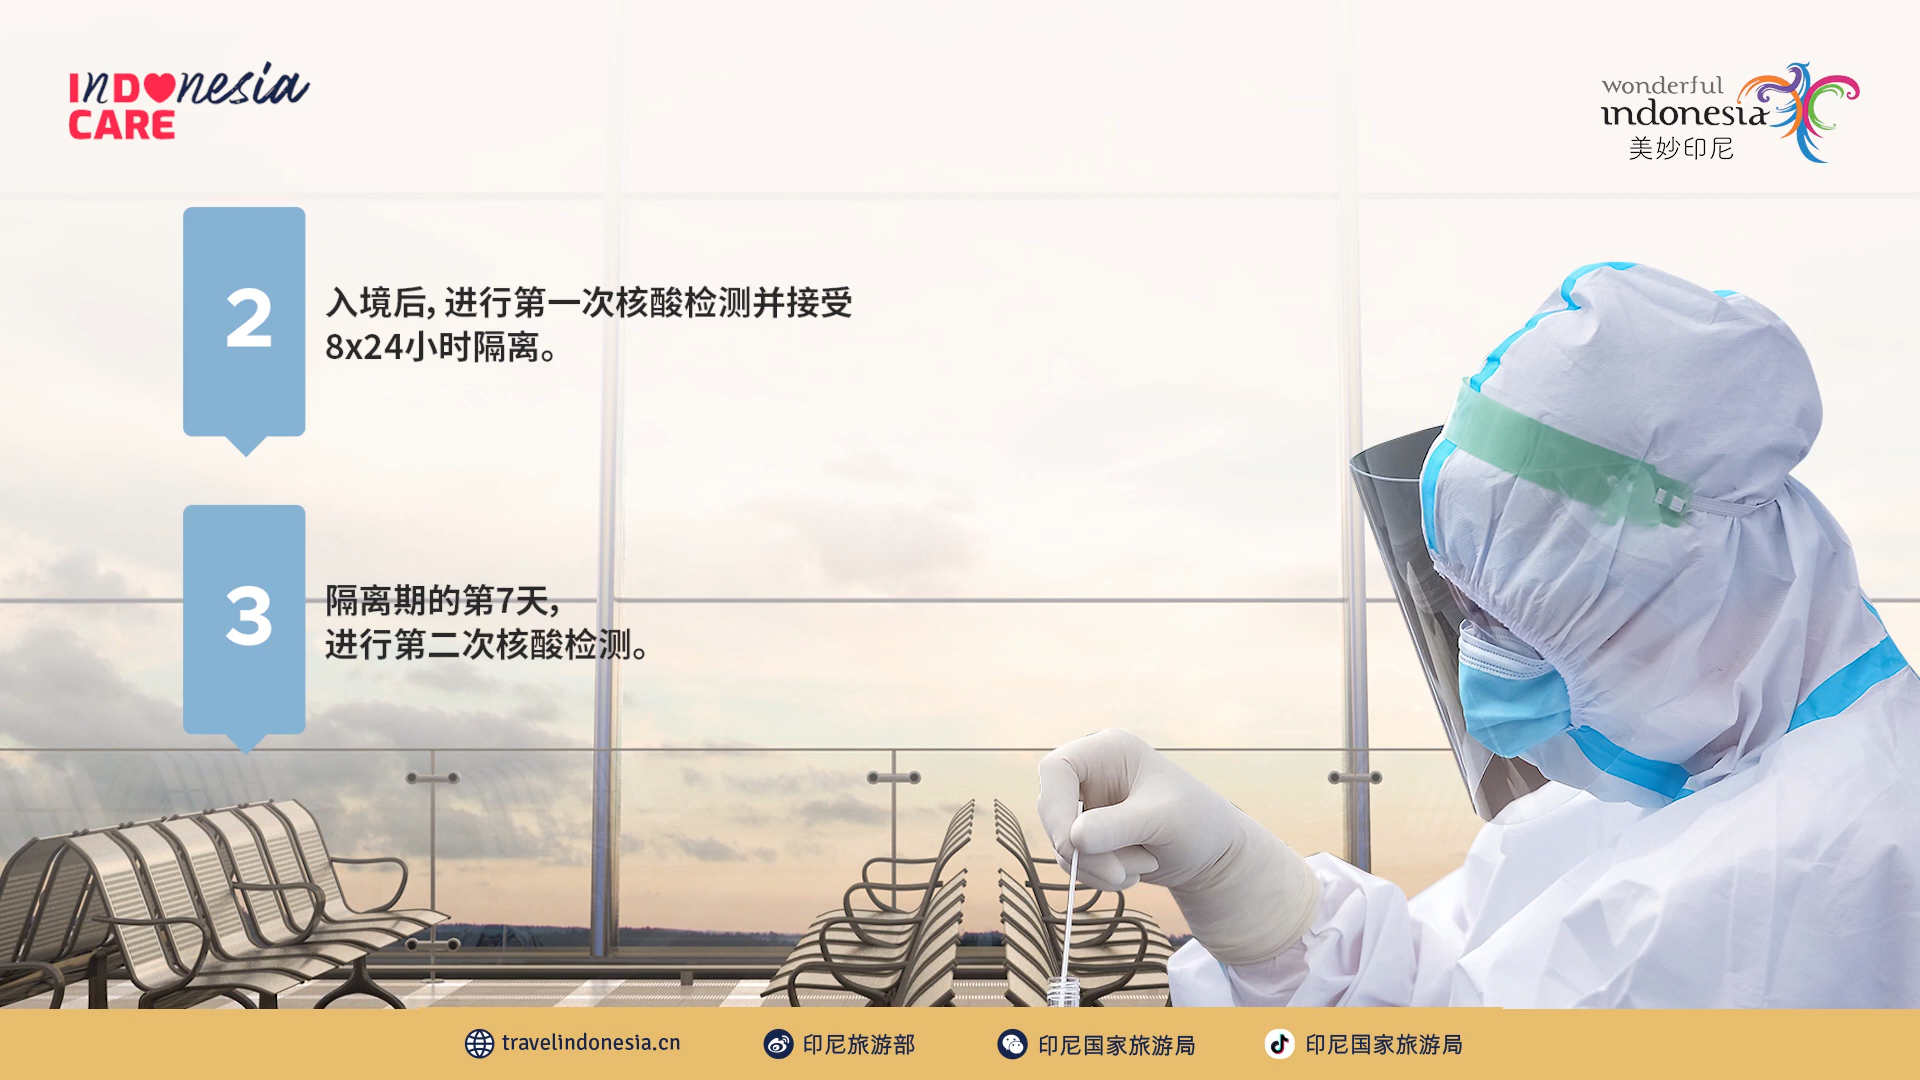 INDONesia
CARE
wonderful
indonesia
美妙印尼
2
入境后, 进行第一次核酸检测并接受
8x24小时隔离。
3
隔离期的第7天,
进行第二次核酸检测。
travelindonesia.cn
印尼旅游部
印尼国家旅游局
印尼国家旅游局